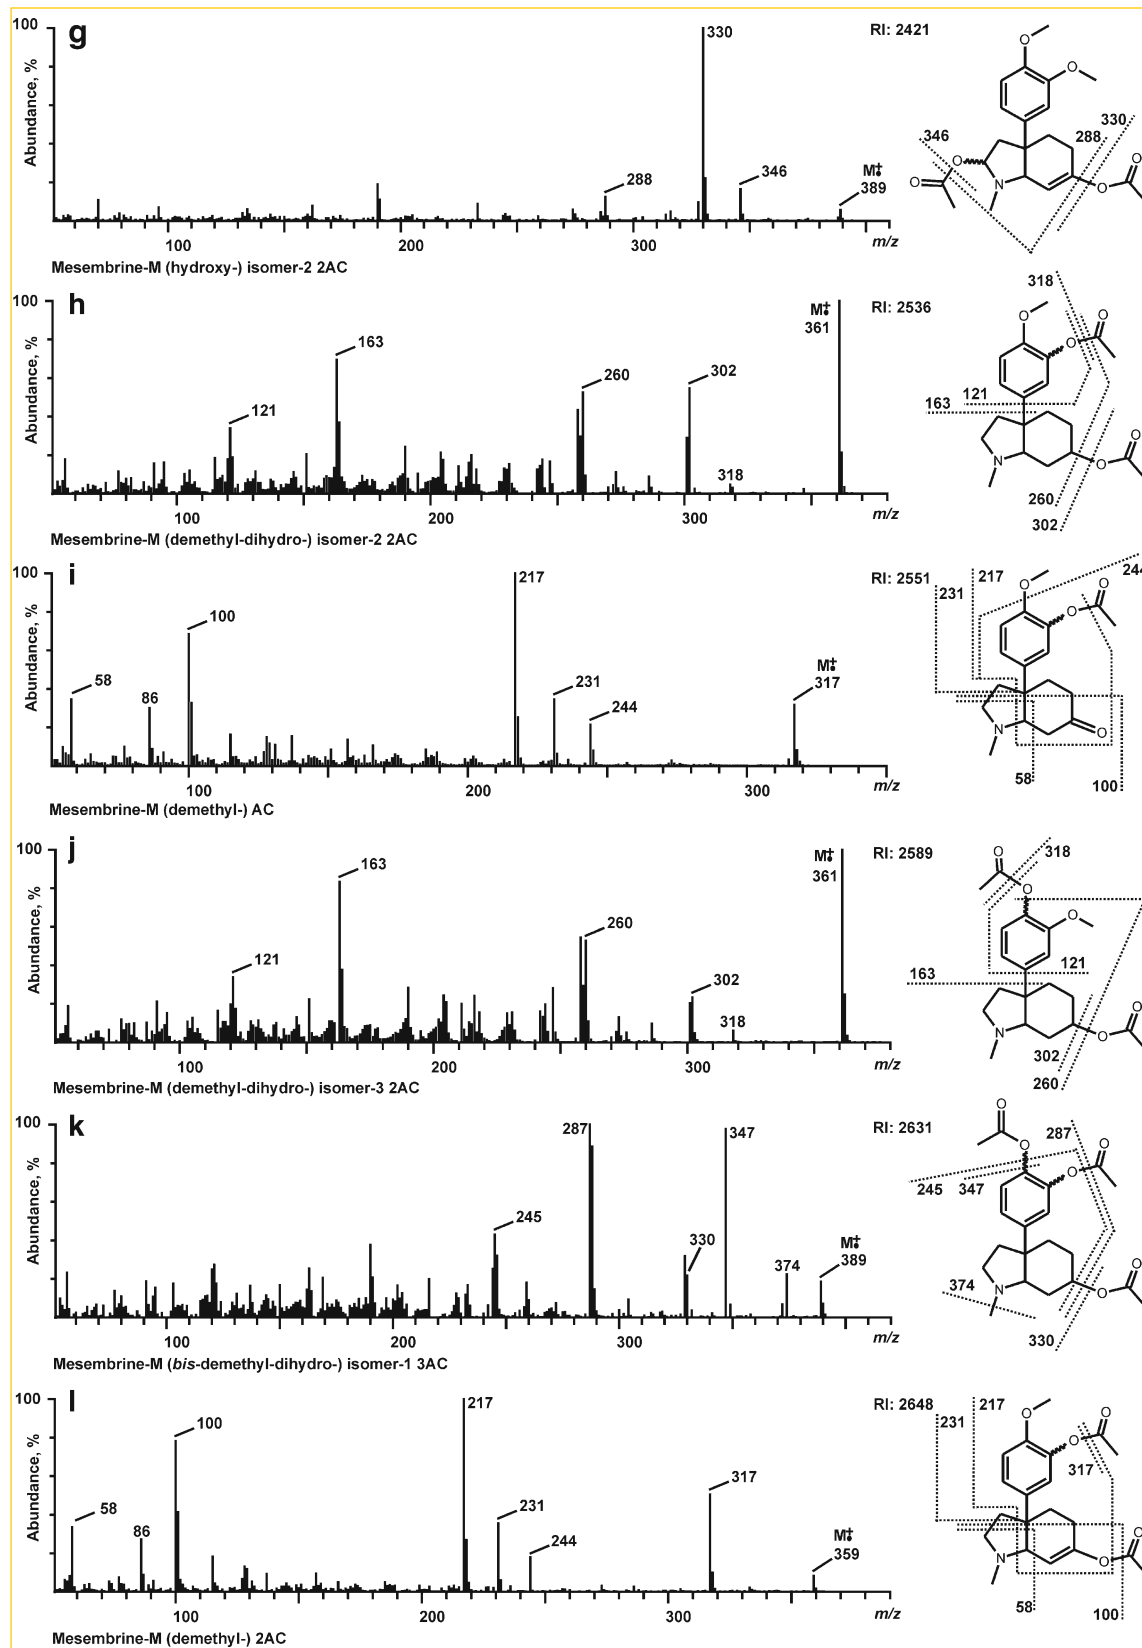 g
100
Abundance, %
330
288
346
M+•
389
100
200
300
m/z
RI: 2421
O
O
346
288
330
O
O
N
O
O
Mesembrine-M (hydroxy-) isomer-2 2AC
h
100
Abundance, %
121
163
260
302
318
M+•
361
100
200
300
m/z
RI: 2536
318
O
O
O
163
121
N
O
O
260
302
Mesembrine-M (demethyl-dihydro-) isomer-2 2AC
i
100
Abundance, %
58
86
100
217
231
244
M+•
317
100
200
300
m/z
RI: 2551
231
217
244
O
O
O
N
O
58
100
Mesembrine-M (demethyl-) AC
j
100
Abundance, %
121
163
260
302
318
M+•
361
100
200
300
m/z
RI: 2589
O
O
318
O
121
163
N
O
O
302
260
Mesembrine-M (demethyl-dihydro-) isomer-3 2AC
k
100
Abundance, %
245
287
330
347
374
M+•
389
100
200
300
m/z
RI: 2631
O
O
287
O
O
245
347
N
O
O
374
330
Mesembrine-M (bis-demethyl-dihydro-) isomer-1 3AC
l
100
Abundance, %
58
86
100
217
231
244
317
M+•
359
100
200
m/z
RI: 2648
231
217
O
O
O
317
N
O
O
58
100
Mesembrine-M (demethyl-) 2AC